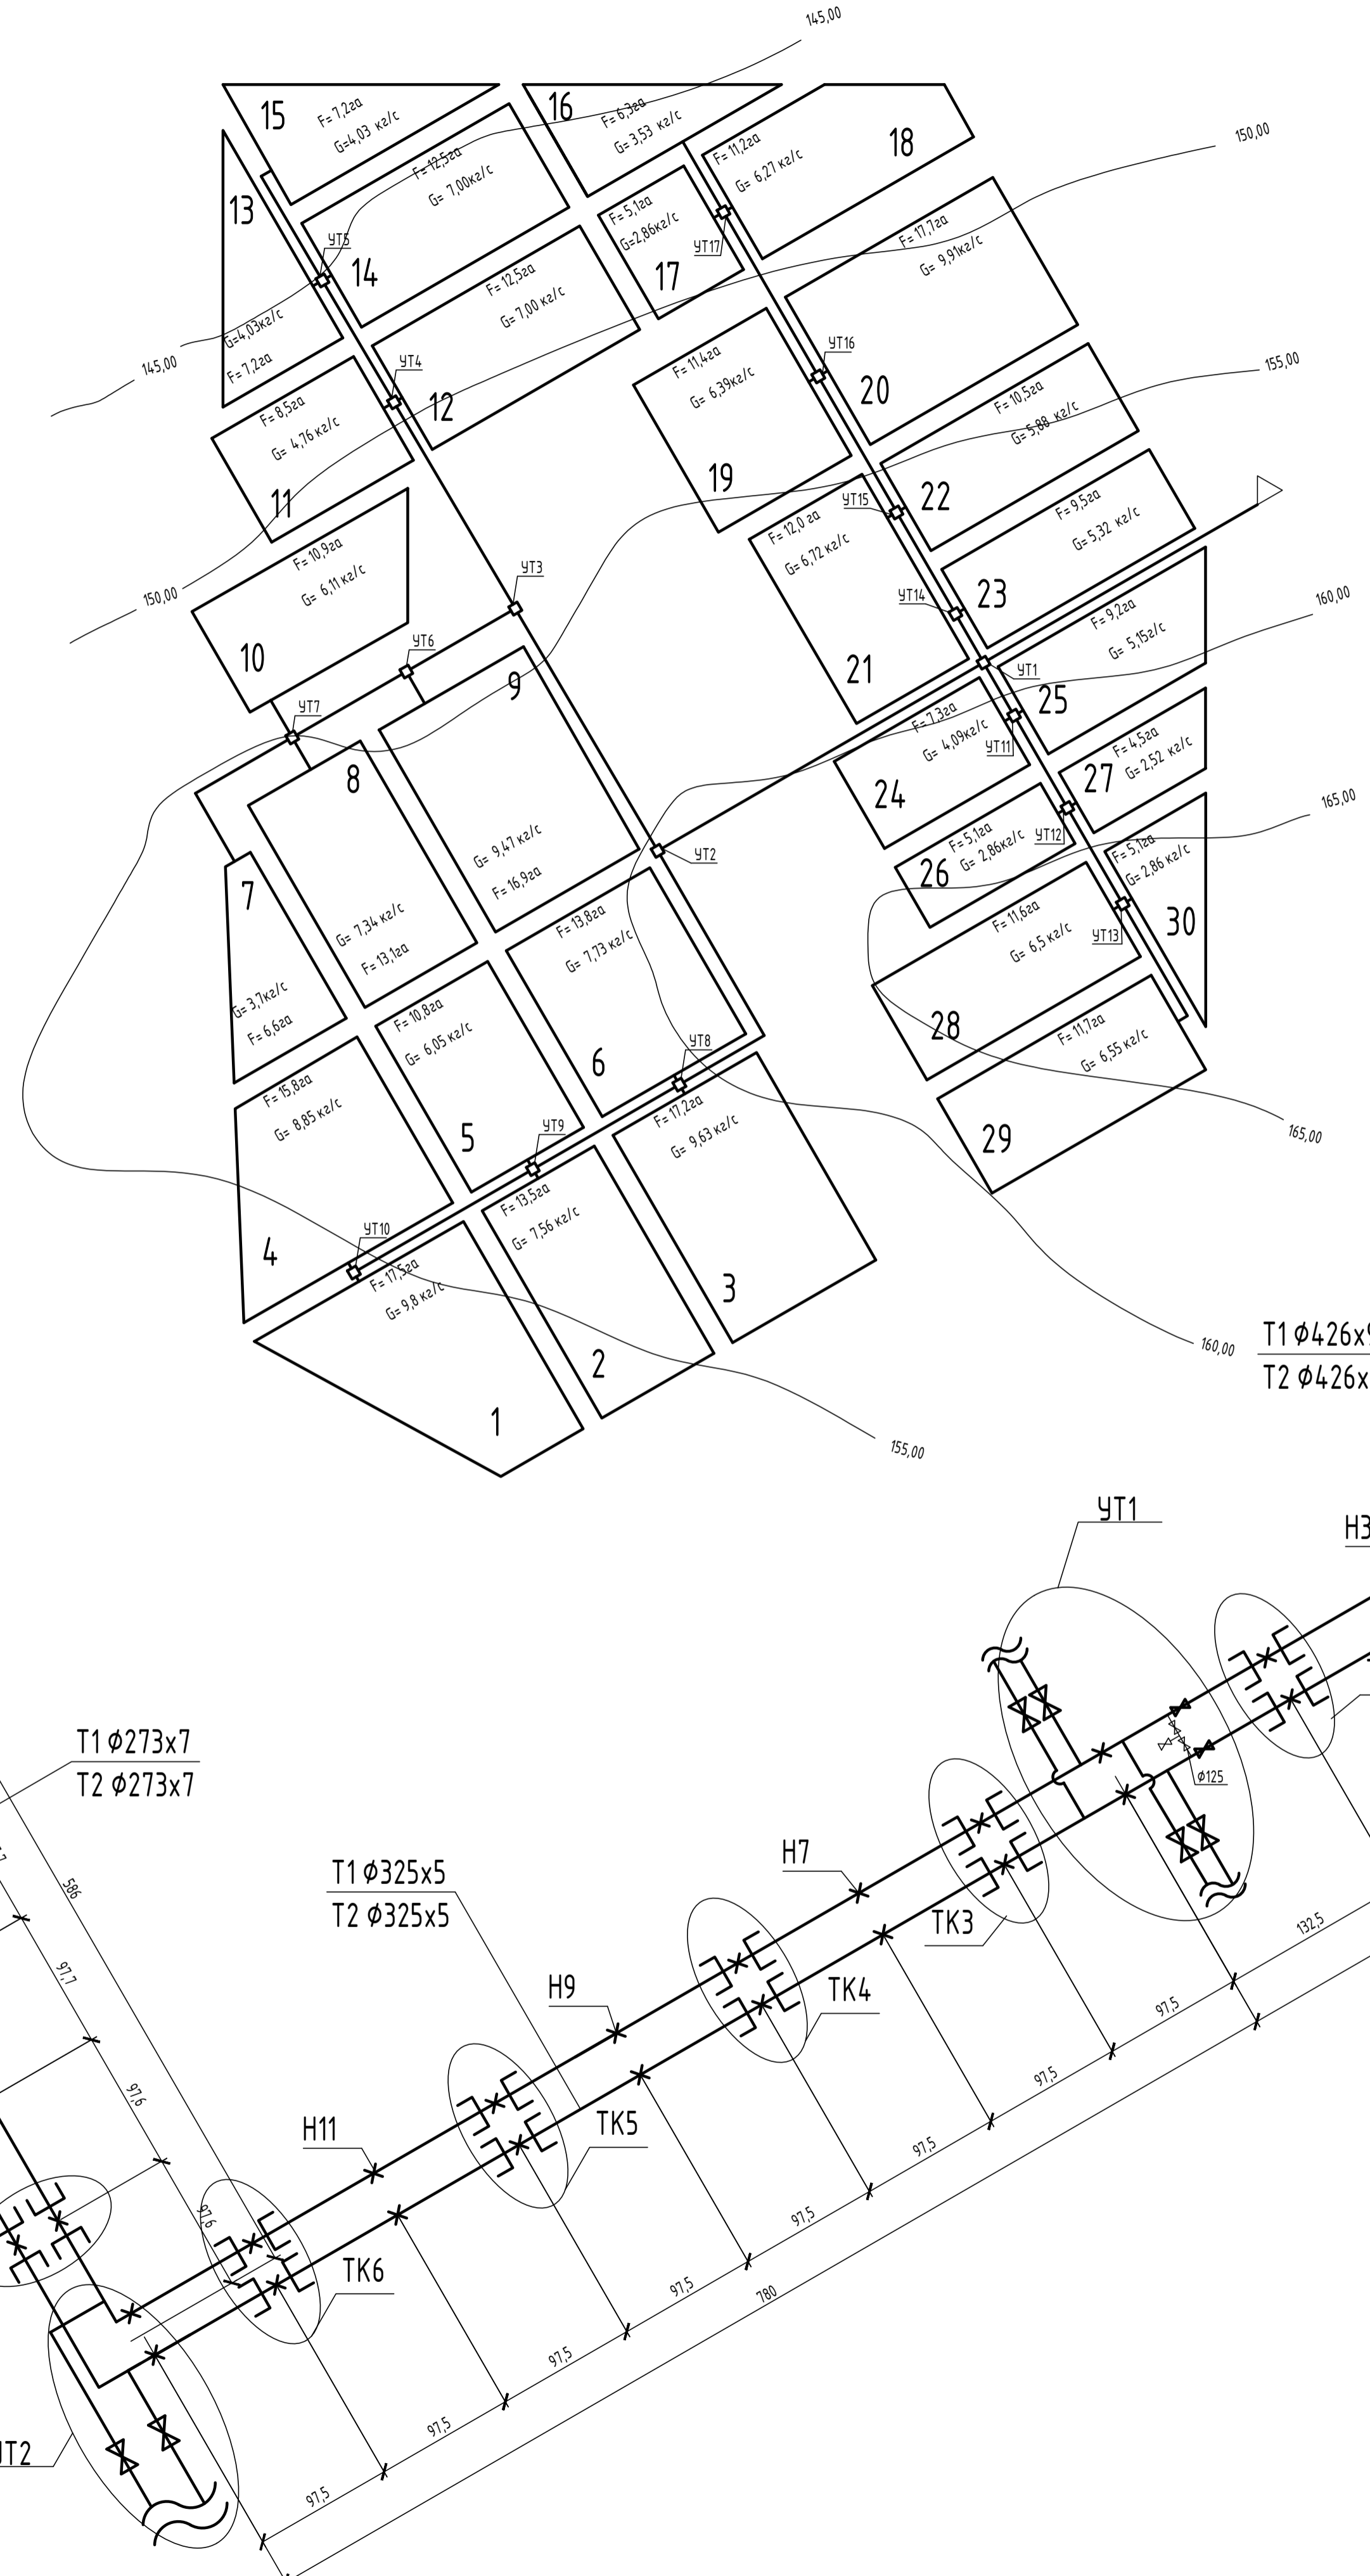 145,00
150,00
16
15
F= 7,2га
G=4,03 кг/с
F= 6,3га
G= 3,53 кг/с
F= 11,2га
G= 6,27 кг/с
18
13
F= 12,5га
G= 7,00кг/с
F= 5,1га
G=2,86кг/с
УТ17
17
F= 17,7га
G= 9,91кг/с
УТ5
14
F= 12,5га
G= 7,00 кг/с
G=4,03кг/с
F= 7,2га
145,00
УТ4
12
УТ16
155,00
F= 11,4га
G= 6,39кг/с
20
F= 8,5га
G= 4,76 кг/с
11
F= 10,5га
G= 5,88 кг/с
19
22
УТ15
F= 12,0 га
G= 6,72 кг/с
F= 9,5га
G= 5,32 кг/с
F= 10,9га
G= 6,11 кг/с
150,00
УТ3
УТ14
23
160,00
F= 9,2га
G= 5,15г/с
10
УТ6
21
УТ1
9
25
УТ7
F= 7,3га
G= 4,09кг/с
УТ11
F= 4,5га
G= 2,52 кг/с
8
24
27
165,00
G= 9,47 кг/с
F= 16,9га
УТ2
F= 5,1га
G= 2,86кг/с
26
УТ12
F= 5,1га
G= 2,86 кг/с
7
F= 13,8га
G= 7,73 кг/с
G= 7,34 кг/с
F= 13,1га
F= 11,6га
G= 6,5 кг/с
УТ13
30
G= 3,7кг/с
F= 6,6га
F= 10,8га
G= 6,05 кг/с
28
F= 11,7га
G= 6,55 кг/с
6
УТ8
F= 15,8га
G= 8,85 кг/с
F= 17,2га
G= 9,63 кг/с
5
УТ9
29
165,00
F= 13,5га
G= 7,56 кг/с
4
УТ10
F= 17,5га
G= 9,8 кг/с
3
2
1
160,00
155,00
Т1 Ф426х9
Т2 Ф426х
УТ1
Н3
Т1 Ф273х7
Т2 Ф273х7
Ф125
586
Т1 Ф325х5
Т2 Ф325х5
Н7
ТК3
132,5
97,7
Н9
ТК4
97,5
97,5
97,6
Н11
ТК5
97,5
97,6
97,5
ТК6
97,5
780
97,5
97,5
УТ2
97,5